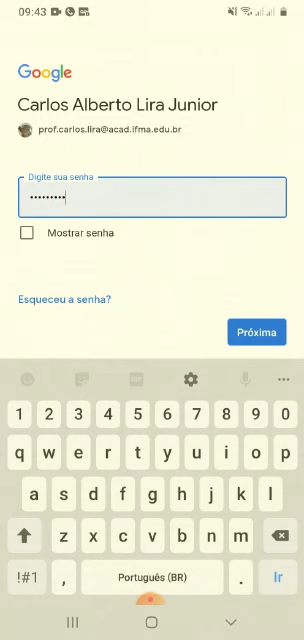 09:43
Google
Carlos Alberto Lira Junior
prof.carlos.lira@acad.ifma.edu.br
Digite sua senha
•••••••••
Mostrar senha
Esqueceu a senha?
Próxima
GIF
1 2 3 4 5 6 7 8 9 0
q w e r t y u i o p
a s d f g h j k l
z x c v b n m
!#1 , Português (BR) . Ir